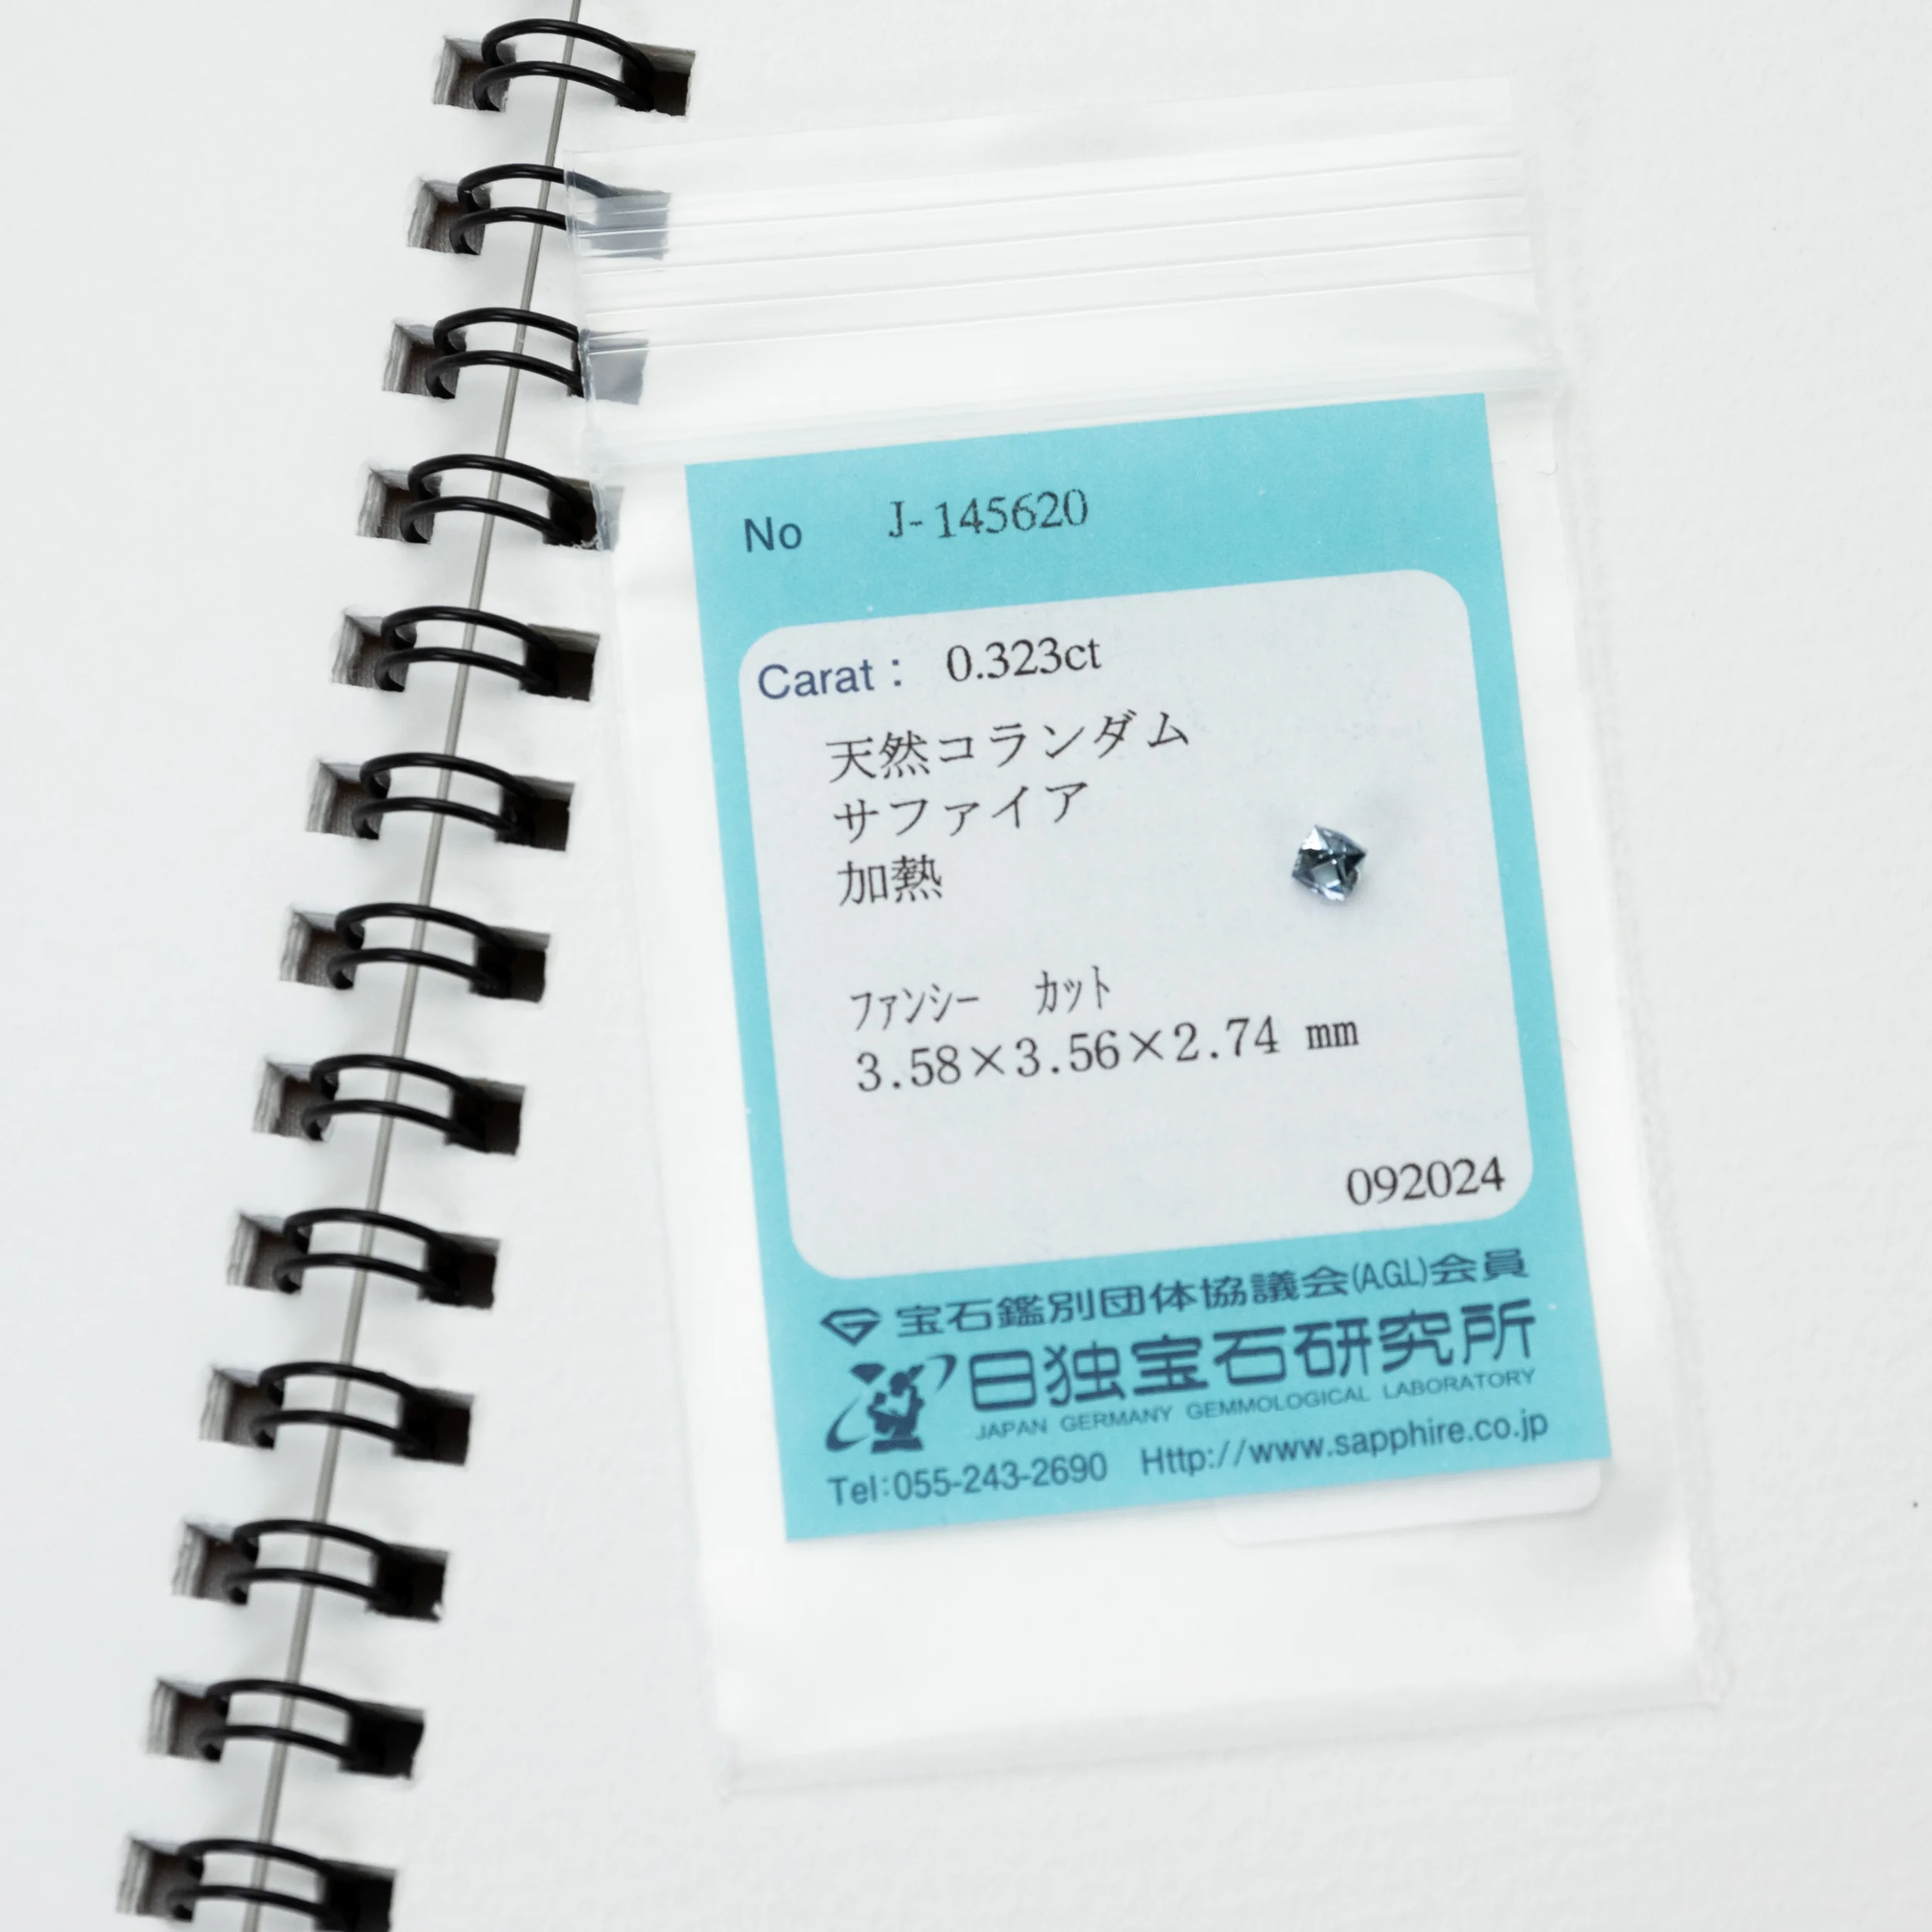 No J-145620
Carat： 0.323ct
天然コランダム
サファイア
加熱
ファンシー カット
3.58×3.56×2.74 mm
092024
宝石鑑別団体協議会(AGL)会員
日独宝石研究所
JAPAN GERMANY GEMMOLOGICAL LABORATORY
Tel:055-243-2690 Http://www.sapphire.co.jp